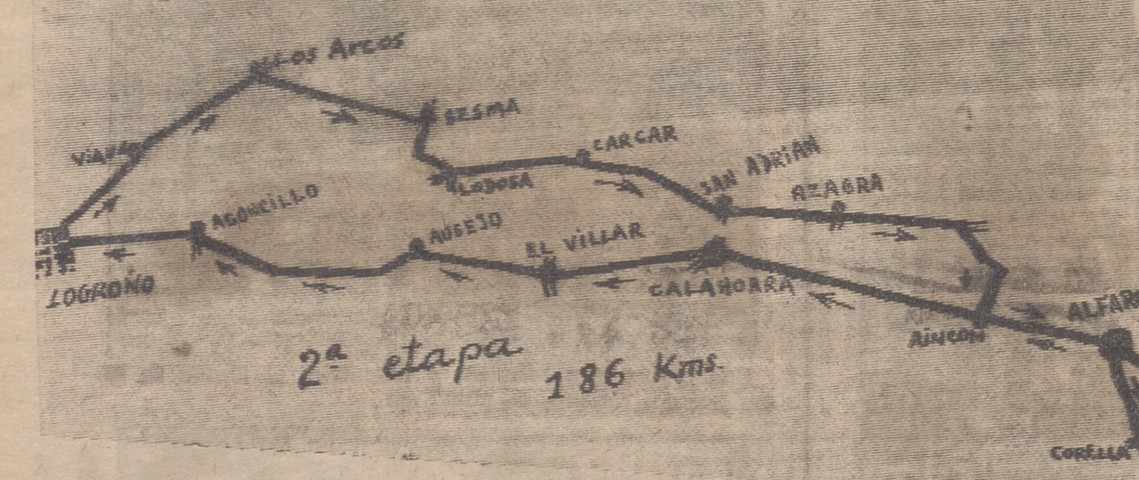 Los Arcos
SESMA
CARCAR
SAN ADRIAN
VIANA
LODOSA
AZAGRA
AGONCILLO
AUSEJO
EL VILLAR
LOGROÑO
CALAHORRA
RINCON
ALFAR
2ª etapa
186 Kms.
CORELLA